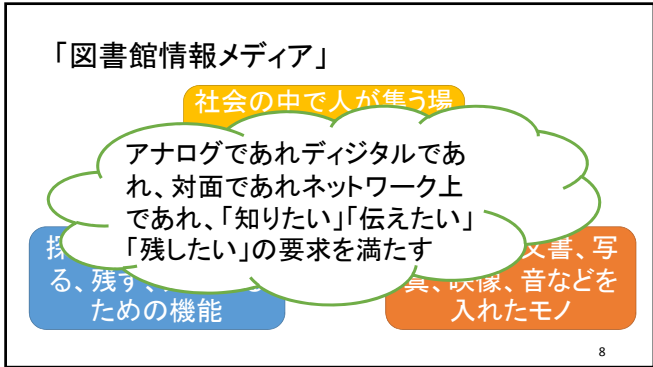 「図書館情報メディア」
社会の中で人が集う場
アナログであれディジタルであ
れ、対面であれネットワーク上
であれ、「知りたい」「伝えたい」
「残したい」の要求を満たす
探
る、残す、
ための機能
文書、写
真、映像、音などを
入れたモノ
8